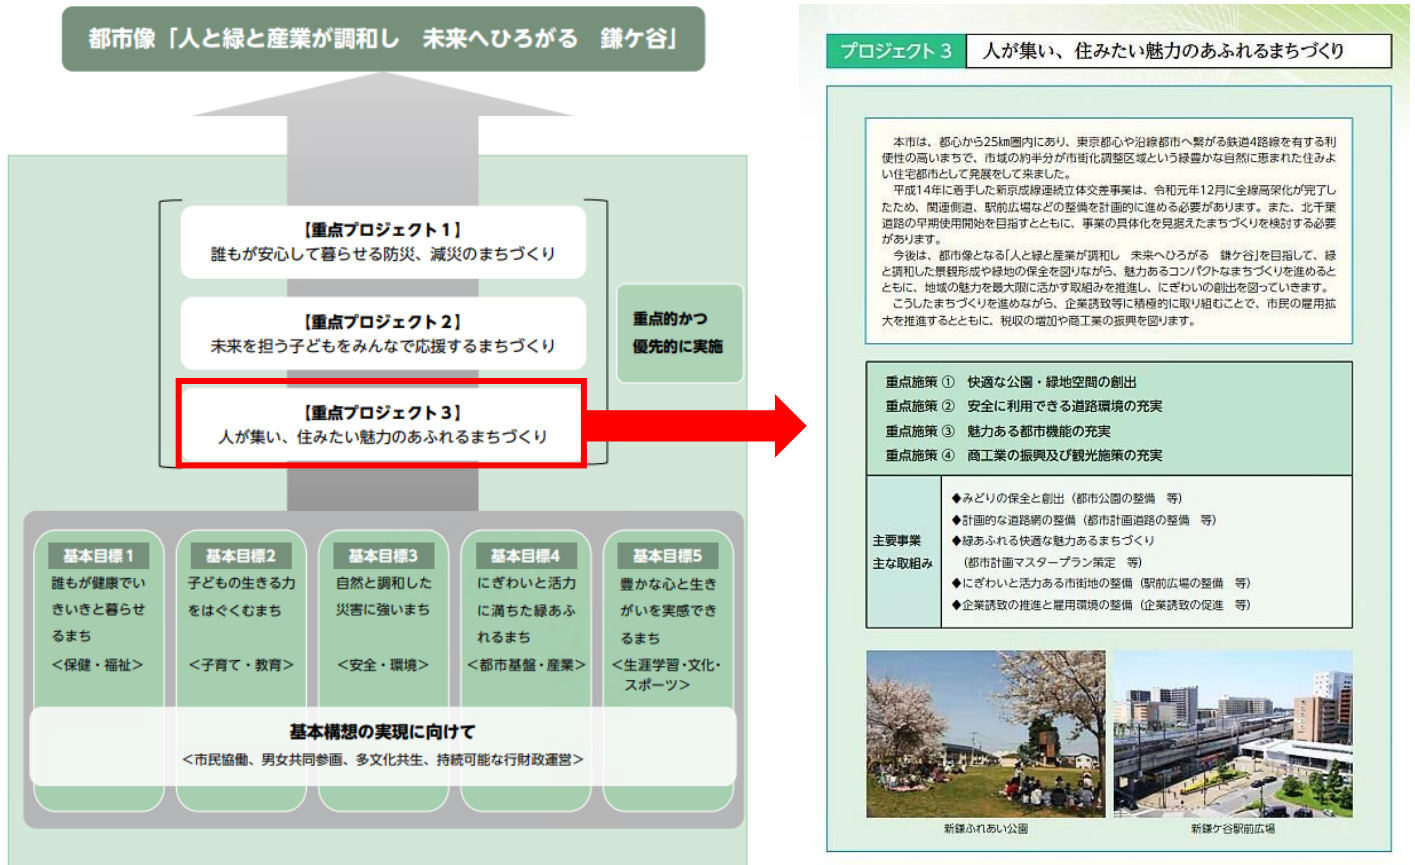 都市像「人と緑と産業が調和し　未来へひろがる　鎌ケ谷」
【重点プロジェクト１】
誰もが安心して暮らせる防災、減災のまちづくり
【重点プロジェクト２】
未来を担う子どもをみんなで応援するまちづくり
【重点プロジェクト３】
人が集い、住みたい魅力のあふれるまちづくり
重点的かつ
優先的に実施
基本目標１
誰もが健康でい
きいきと暮らせ
るまち
<保健・福祉>
基本目標2
子どもの生きる力
をはぐくむまち
<子育て・教育>
基本目標3
自然と調和した
災害に強いまち
<安全・環境>
基本目標4
にぎわいと活力
に満ちた緑あふ
れるまち
<都市基盤・産業>
基本目標5
豊かな心と生き
がいを実感でき
るまち
<生涯学習・文化・
スポーツ>
基本構想の実現に向けて
<市民協働、男女共同参画、多文化共生、持続可能な行財政運営>
プロジェクト 3　人が集い、住みたい魅力のあふれるまちづくり
本市は、都心から25km圏内にあり、東京都心や沿線都市へ繋がる鉄道4路線を有する利
便性の高いまちで、市域の約半分が市街化調整区域という緑豊かな自然に恵まれた住みよ
い住宅都市として発展をして来ました。
平成14年に着手した新京成線連続立体交差事業は、令和元年12月に全線高架化が完了し
たため、関連側道、駅前広場などの整備を計画的に進める必要があります。また、北千葉
道路の早期使用開始を目指すとともに、事業の具体化を見据えたまちづくりを検討する必要
があります。
今後は、都市像となる「人と緑と産業が調和し　未来へひろがる　鎌ケ谷」を目指して、緑
と調和した景観形成や緑地の保全を図りながら、魅力あるコンパクトなまちづくりを進めると
ともに、地域の魅力を最大限に活かす取組みを推進し、にぎわいの創出を図っていきます。
こうしたまちづくりを進めながら、企業誘致等に積極的に取り組むことで、市民の雇用拡
大を推進するとともに、税収の増加や商工業の振興を図ります。
重点施策 ①　快適な公園・緑地空間の創出
重点施策 ②　安全に利用できる道路環境の充実
重点施策 ③　魅力ある都市機能の充実
重点施策 ④　商工業の振興及び観光施策の充実
主要事業
主な取組み
◆みどりの保全と創出（都市公園の整備　等）
◆計画的な道路網の整備（都市計画道路の整備　等）
◆緑あふれる快適な魅力あるまちづくり
（都市計画マスタープラン策定　等）
◆にぎわいと活力ある市街地の整備（駅前広場の整備　等）
◆企業誘致の推進と雇用環境の整備（企業誘致の促進　等）
新鎌ふれあい公園
新鎌ケ谷駅前広場